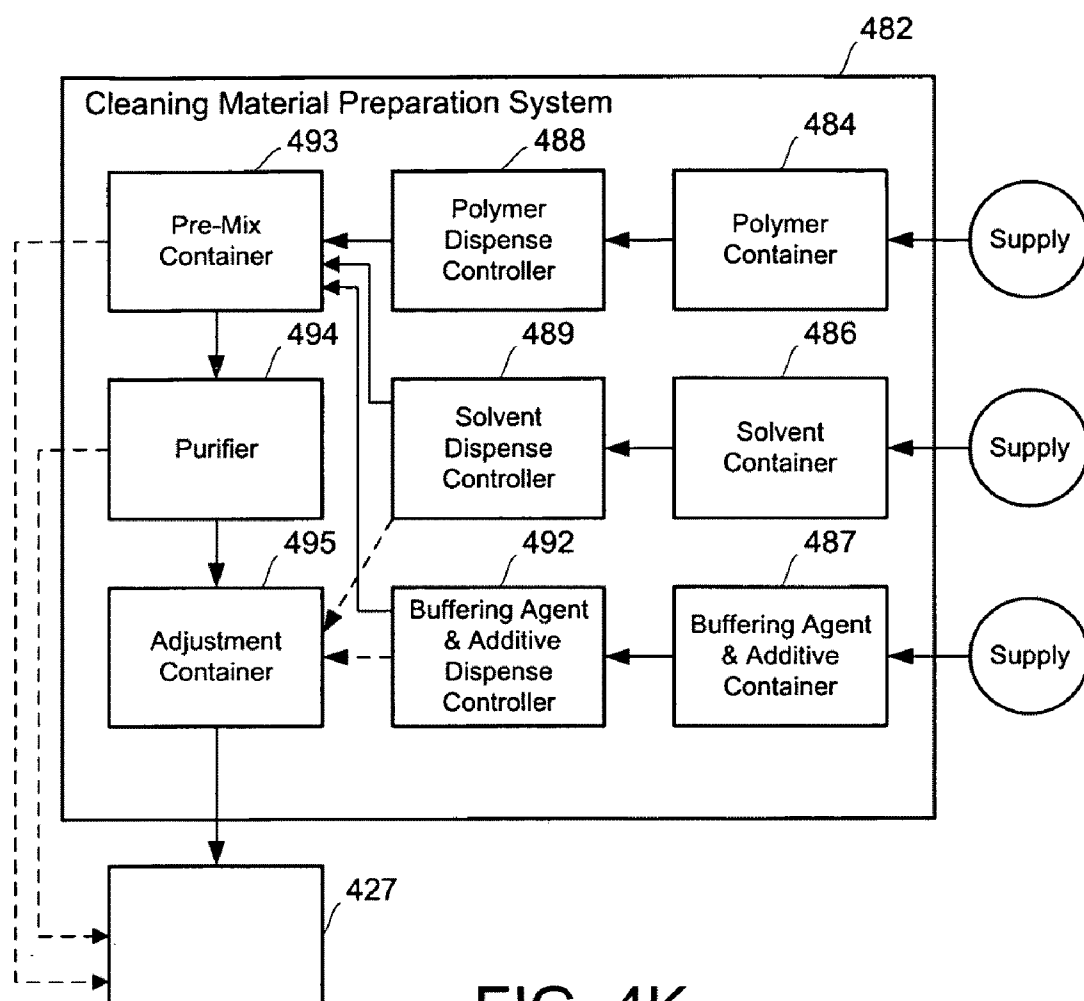 482
Cleaning Material Preparation System
493
488
484
Pre-Mix
Container
Polymer
Dispense
Controller
Polymer
Container
Supply
494
489
486
Purifier
Solvent
Dispense
Controller
Solvent
Container
Supply
495
492
487
Adjustment
Container
Buffering Agent
& Additive
Dispense
Controller
Buffering Agent
& Additive
Container
Supply
427
FIG. 4K